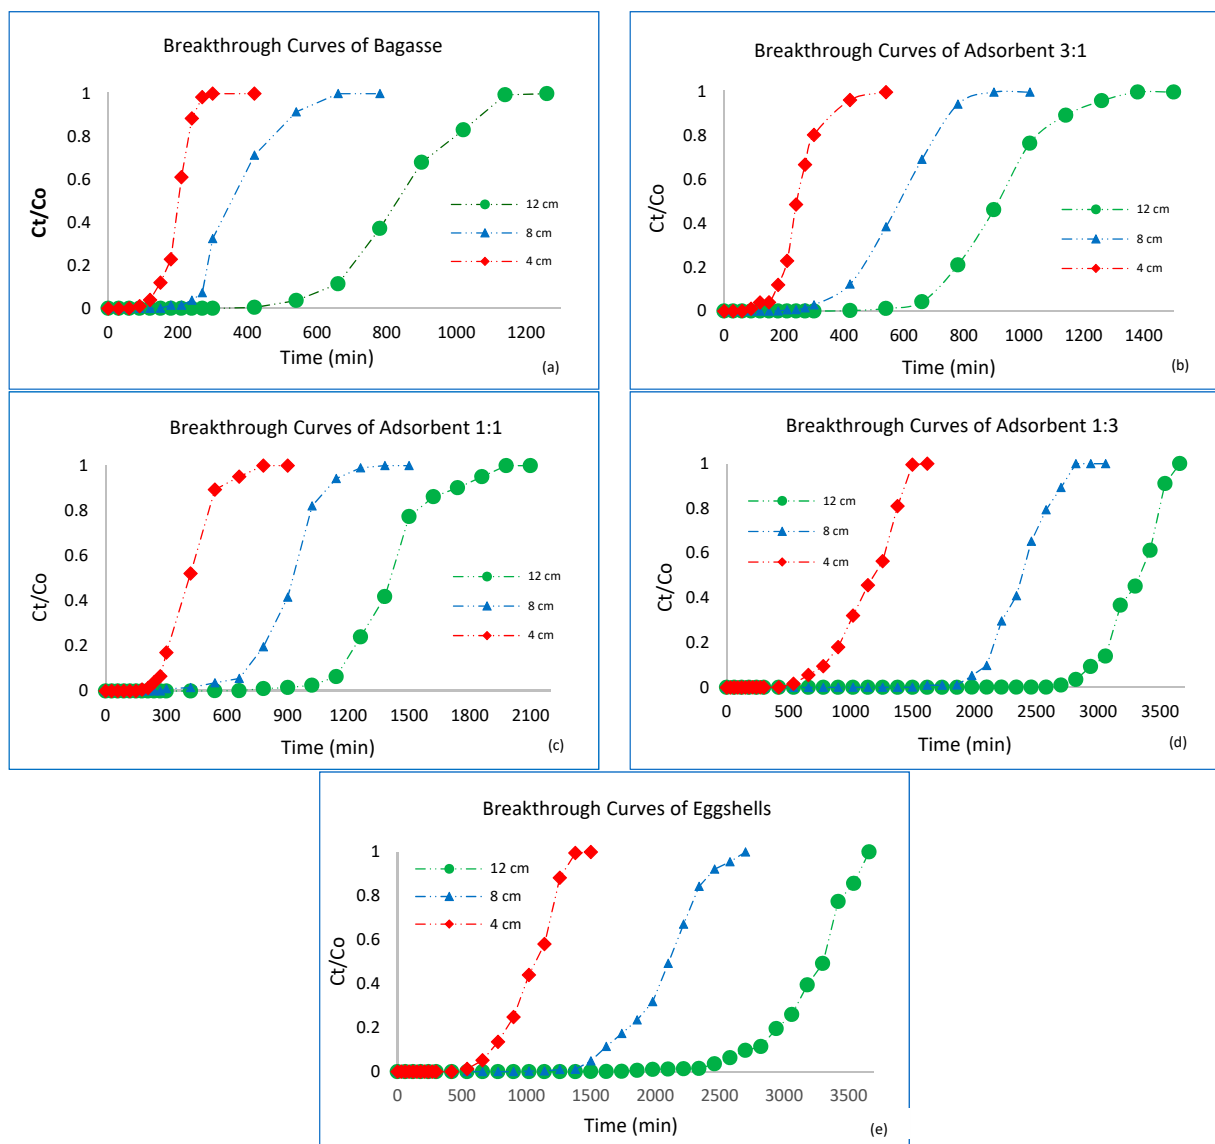 Breakthrough Curves of Bagasse
1
0.8
0.6
0.4
0.2
0
Ct/Co
0 200 400 600 800 1000 1200
Time (min)
12 cm
8 cm
4 cm
(a)
Breakthrough Curves of Adsorbent 3:1
1
0.8
0.6
0.4
0.2
0
Ct/Co
0 200 400 600 800 1000 1200 1400
Time (min)
12 cm
8 cm
4 cm
(b)
Breakthrough Curves of Adsorbent 1:1
1
0.8
0.6
0.4
0.2
0
Ct/Co
0 300 600 900 1200 1500 1800 2100
Time (min)
12 cm
8 cm
4 cm
(c)
Breakthrough Curves of Adsorbent 1:3
1
0.8
0.6
0.4
0.2
0
Ct/Co
0 500 1000 1500 2000 2500 3000 3500
Time (min)
12 cm
8 cm
4 cm
(d)
Breakthrough Curves of Eggshells
1
0.8
0.6
0.4
0.2
0
Ct/Co
0 500 1000 1500 2000 2500 3000 3500
Time (min)
12 cm
8 cm
4 cm
(e)